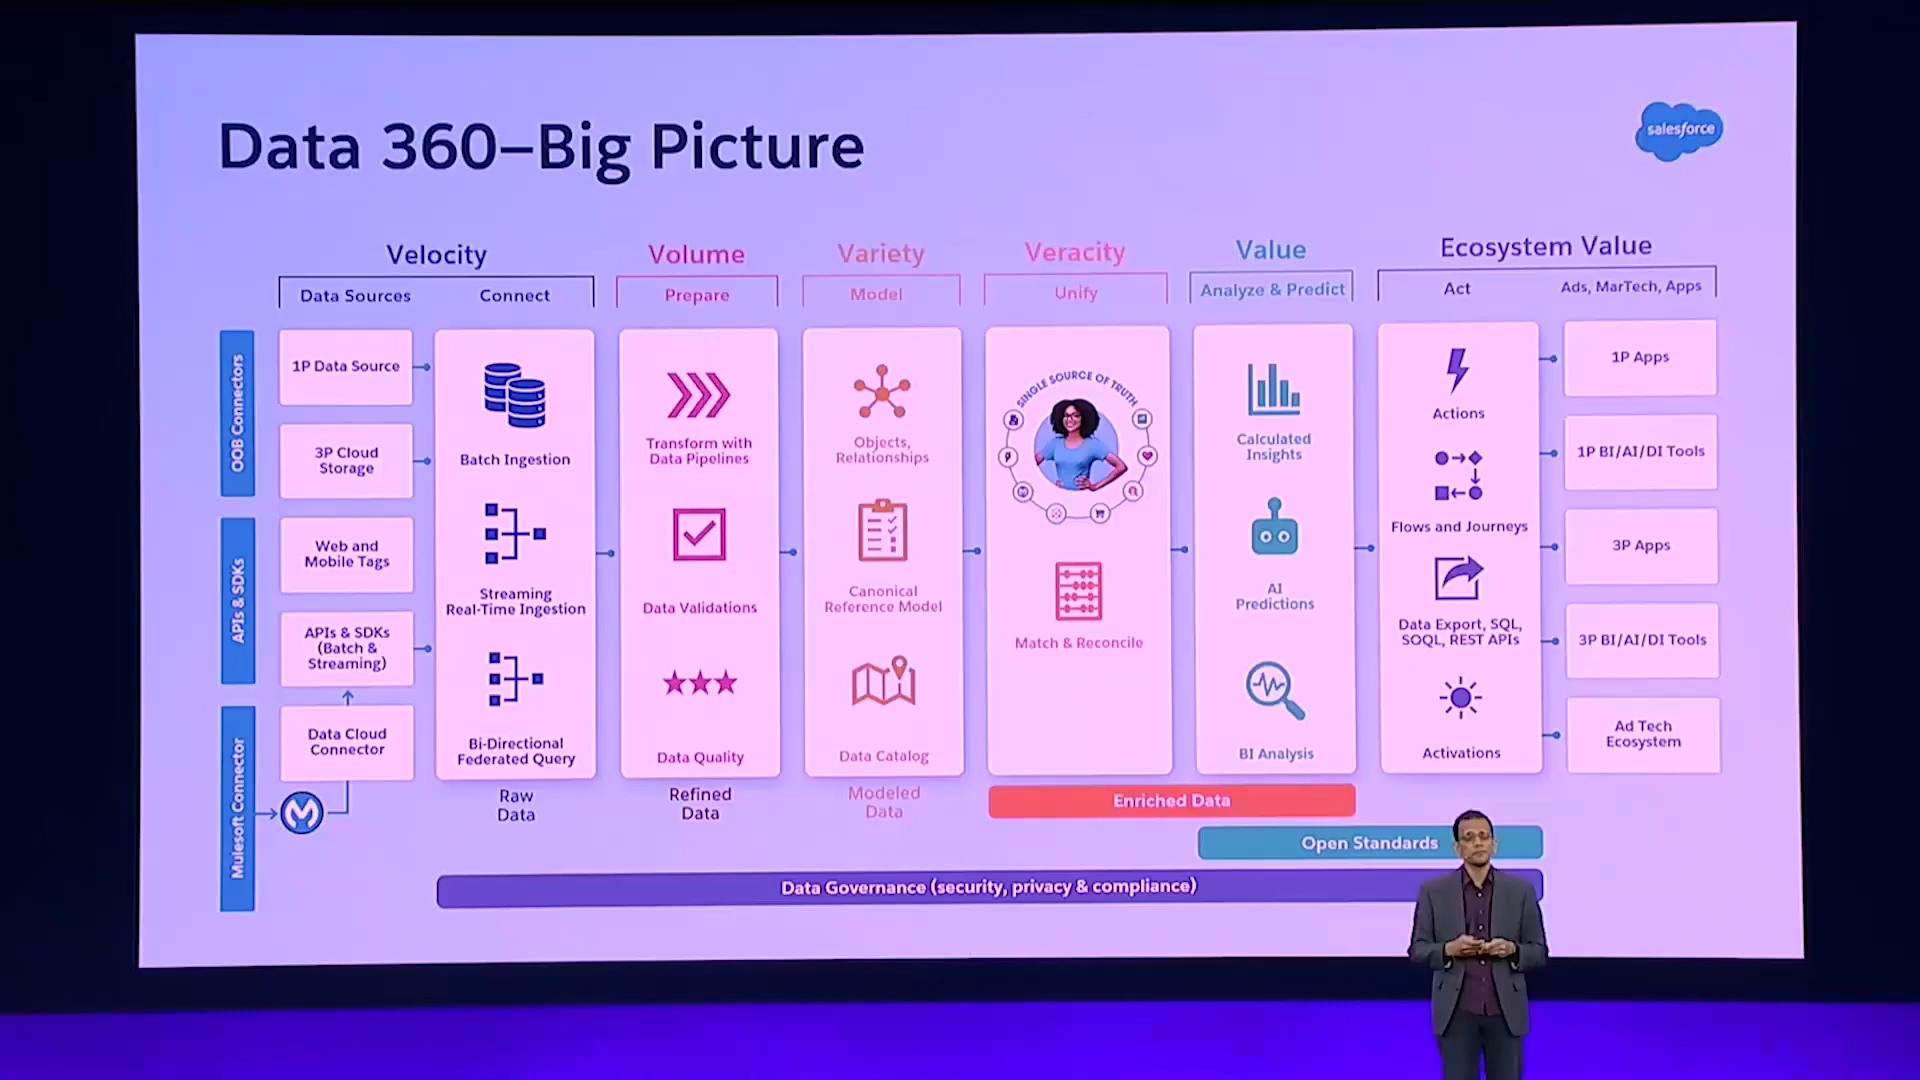 Data 360–Big Picture
salesforce
Velocity
Data Sources
Connect
Volume
Prepare
Variety
Model
Veracity
Unify
Value
Analyze & Predict
Ecosystem Value
Act
Ads, MarTech, Apps
OOB Connectors
APIs & SDKs
Mulesoft Connector
1P Data Source
3P Cloud
Storage
Web and
Mobile Tags
APIs & SDKs
(Batch &
Streaming)
Data Cloud
Connector
Batch Ingestion
Streaming
Real-Time Ingestion
Bi-Directional
Federated Query
Raw
Data
Transform with
Data Pipelines
Data Validations
Data Quality
Refined
Data
Objects,
Relationships
Canonical
Reference Model
Data Catalog
Modeled
Data
SINGLE SOURCE OF TRUTH
Match & Reconcile
Calculated
Insights
AI
Predictions
BI Analysis
Enriched Data
Actions
Flows and Journeys
Data Export, SQL,
SOQL, REST APIs
Activations
1P Apps
1P BI/AI/DI Tools
3P Apps
3P BI/AI/DI Tools
Ad Tech
Ecosystem
Open Standards
Data Governance (security, privacy & compliance)